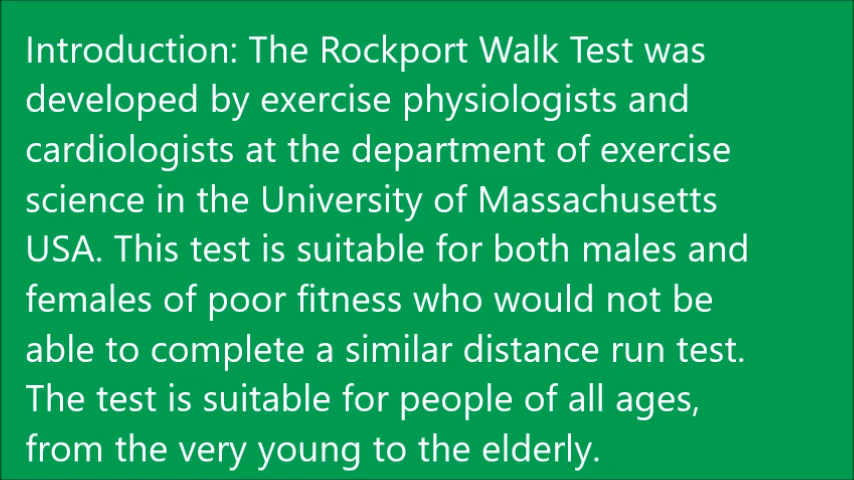 Introduction: The Rockport Walk Test was
developed by exercise physiologists and
cardiologists at the department of exercise
science in the University of Massachusetts
USA. This test is suitable for both males and
females of poor fitness who would not be
able to complete a similar distance run test.
The test is suitable for people of all ages,
from the very young to the elderly.